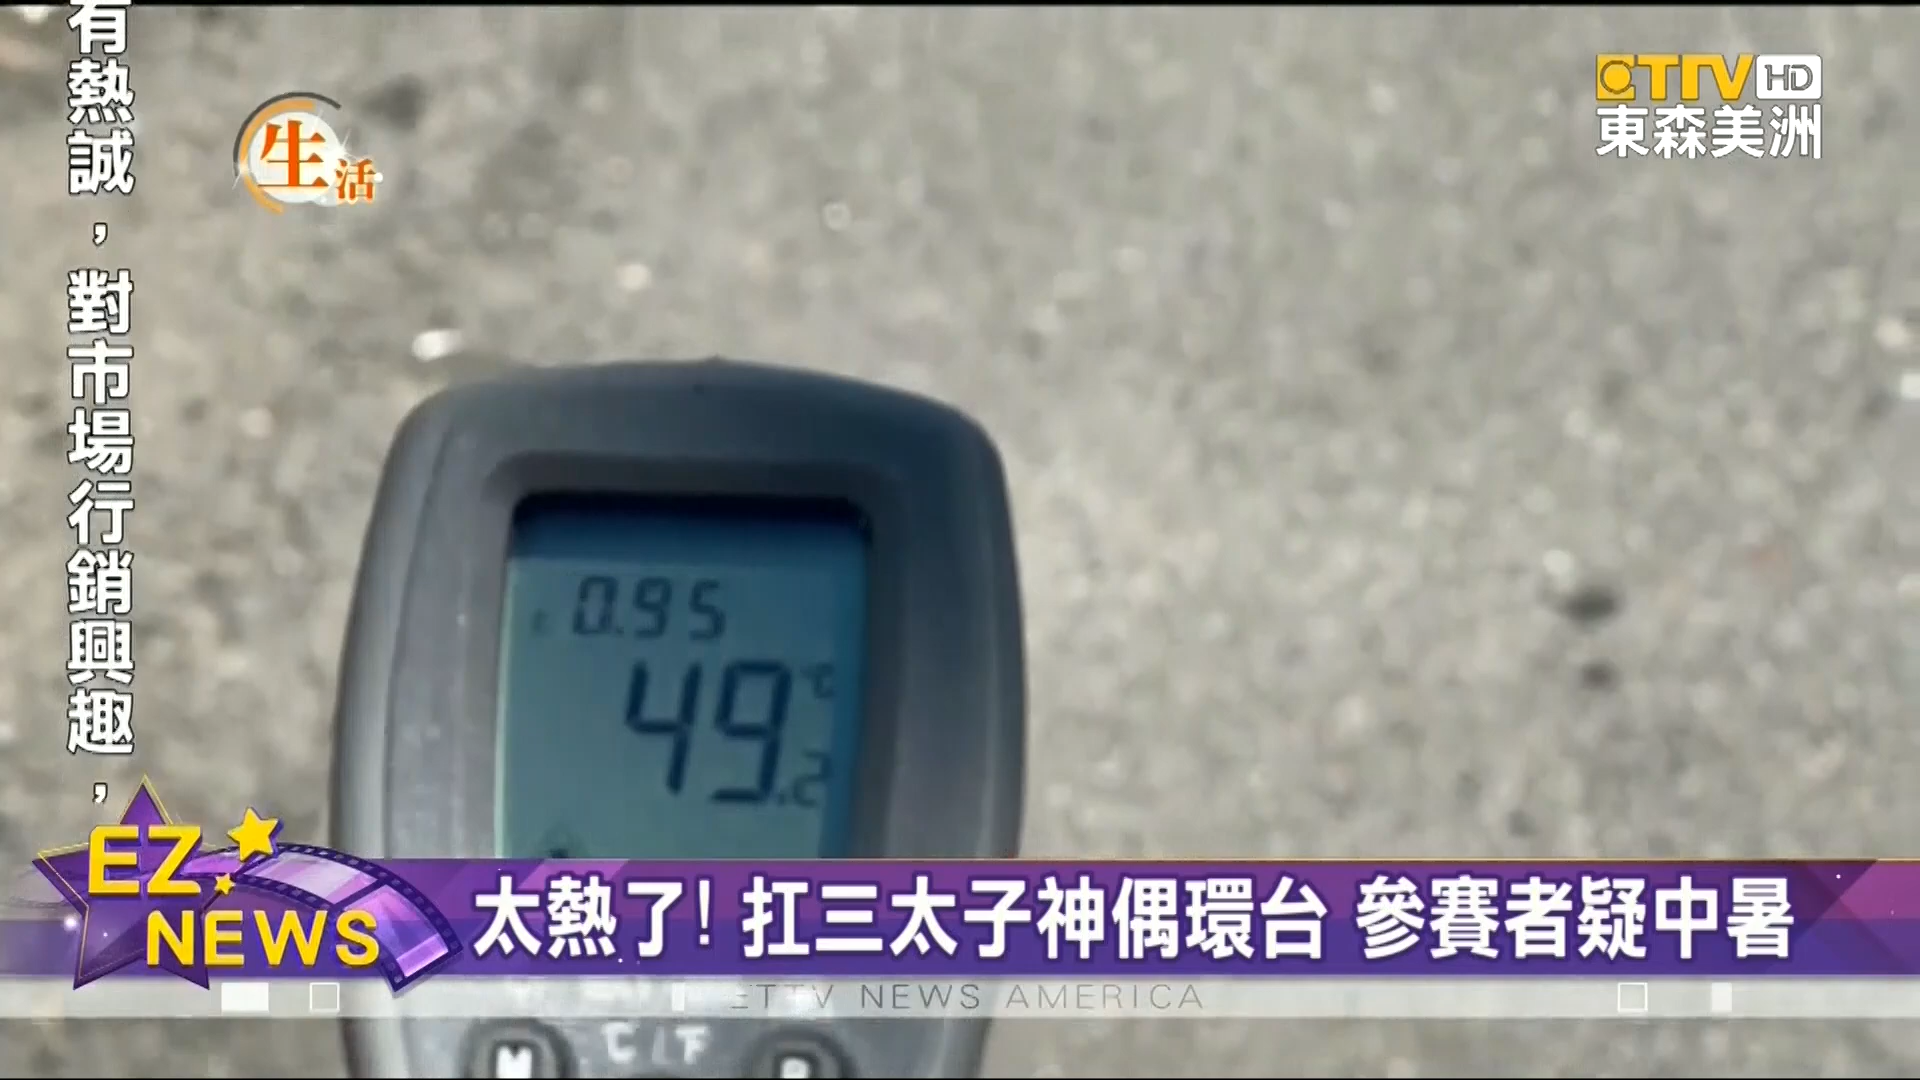 有熱誠，對市場行銷興趣，
生活
ETTV HD
東森美洲
0.95
49.2 °C
EZ NEWS
太熱了! 扛三太子神偶環台 參賽者疑中暑
ETTV NEWS AMERICA
C/F
M